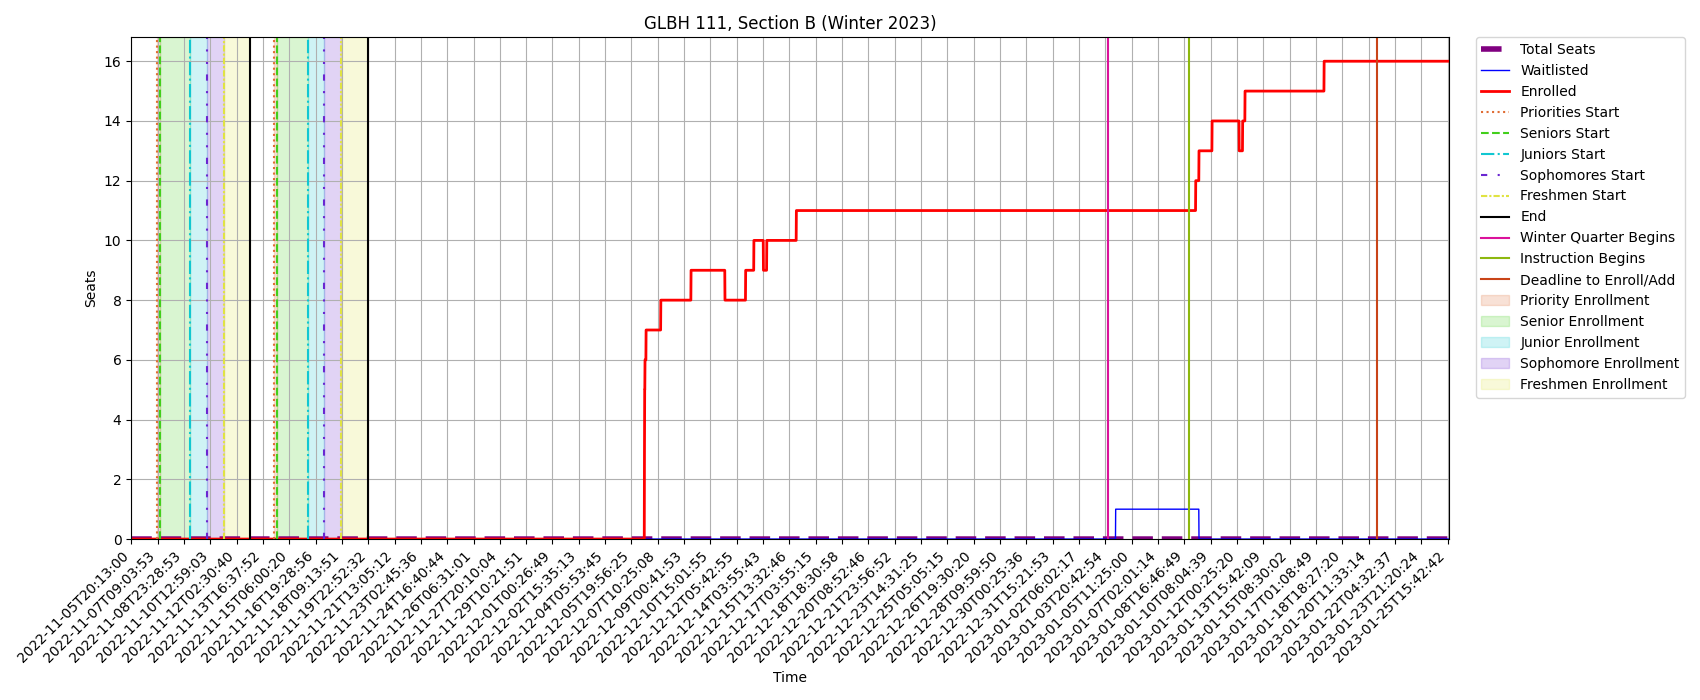 GLBH 111, Section B (Winter 2023)
Seats
16
14
12
10
8
6
4
2
0
2022-11-05T20:13:00
2022-11-07T09:03:53
2022-11-08T23:28:53
2022-11-10T12:59:03
2022-11-12T02:30:40
2022-11-13T16:37:52
2022-11-15T06:00:20
2022-11-16T19:28:56
2022-11-18T09:13:51
2022-11-19T22:52:32
2022-11-21T13:05:12
2022-11-23T02:45:36
2022-11-24T16:40:44
2022-11-26T06:31:01
2022-11-27T20:10:04
2022-11-29T10:21:51
2022-12-01T00:26:49
2022-12-02T15:35:13
2022-12-04T05:53:45
2022-12-05T19:56:25
2022-12-07T10:25:08
2022-12-09T00:41:53
2022-12-10T15:01:55
2022-12-12T05:42:55
2022-12-14T03:55:43
2022-12-15T13:32:46
2022-12-17T03:55:15
2022-12-18T18:30:58
2022-12-20T08:52:46
2022-12-21T23:56:52
2022-12-23T14:31:25
2022-12-25T05:05:15
2022-12-26T19:30:20
2022-12-28T09:59:50
2022-12-30T00:25:36
2022-12-31T15:21:53
2023-01-02T06:02:17
2023-01-03T20:42:54
2023-01-05T11:25:00
2023-01-07T02:01:14
2023-01-08T16:46:49
2023-01-10T08:04:39
2023-01-12T00:25:20
2023-01-13T15:42:09
2023-01-15T08:30:02
2023-01-17T01:08:49
2023-01-18T18:27:20
2023-01-20T11:33:14
2023-01-22T04:32:37
2023-01-23T21:20:24
2023-01-25T15:42:42
Time
Total Seats
Waitlisted
Enrolled
Priorities Start
Seniors Start
Juniors Start
Sophomores Start
Freshmen Start
End
Winter Quarter Begins
Instruction Begins
Deadline to Enroll/Add
Priority Enrollment
Senior Enrollment
Junior Enrollment
Sophomore Enrollment
Freshmen Enrollment